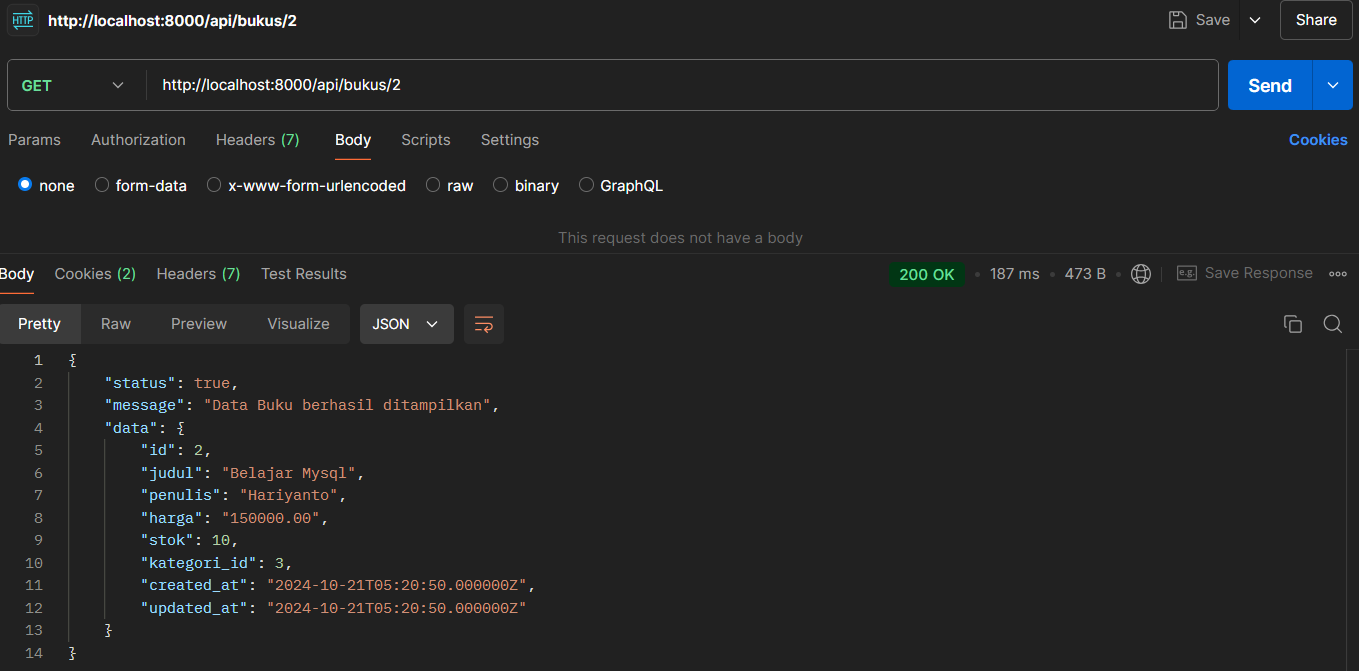 HTTP http://localhost:8000/api/bukus/2 Save Share
GET http://localhost:8000/api/bukus/2 Send
Params Authorization Headers (7) Body Scripts Settings Cookies
none form-data x-www-form-urlencoded raw binary GraphQL
This request does not have a body
Body Cookies (2) Headers (7) Test Results 200 OK • 187 ms • 473 B • e.g. Save Response
Pretty Raw Preview Visualize JSON
1 {
2 "status": true,
3 "message": "Data Buku berhasil ditampilkan",
4 "data": {
5 "id": 2,
6 "judul": "Belajar Mysql",
7 "penulis": "Hariyanto",
8 "harga": "150000.00",
9 "stok": 10,
10 "kategori_id": 3,
11 "created_at": "2024-10-21T05:20:50.000000Z",
12 "updated_at": "2024-10-21T05:20:50.000000Z"
13 }
14 }